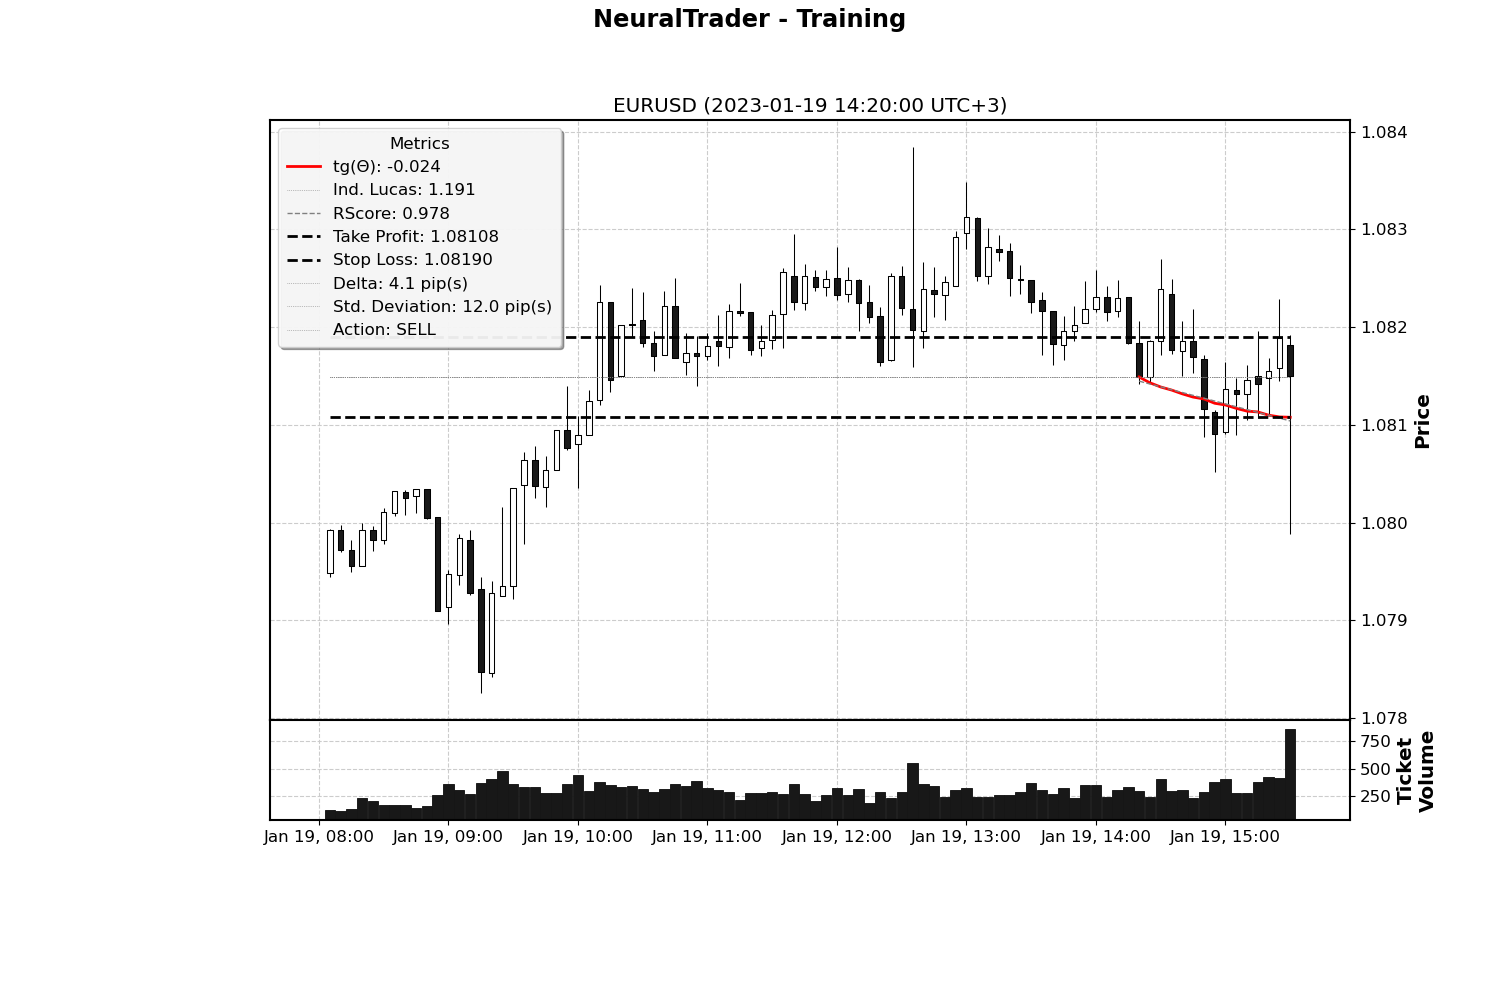 NeuralTrader - Training
EURUSD (2023-01-19 14:20:00 UTC+3)
Metrics
tg(Θ): -0.024
Ind. Lucas: 1.191
RScore: 0.978
Take Profit: 1.08108
Stop Loss: 1.08190
Delta: 4.1 pip(s)
Std. Deviation: 12.0 pip(s)
Action: SELL
1.084
1.083
1.082
1.081
1.080
1.079
1.078
Price
750
500
250
Ticket
Volume
Jan 19, 08:00
Jan 19, 09:00
Jan 19, 10:00
Jan 19, 11:00
Jan 19, 12:00
Jan 19, 13:00
Jan 19, 14:00
Jan 19, 15:00